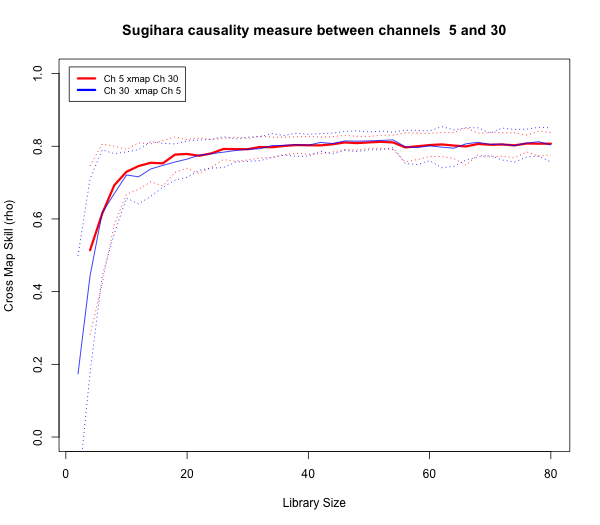 Sugihara causality measure between channels  5 and 30
Ch 5 xmap Ch 30
Ch 30  xmap Ch 5
Cross Map Skill (rho)
1.0
0.8
0.6
0.4
0.2
0.0
0 20 40 60 80
Library Size